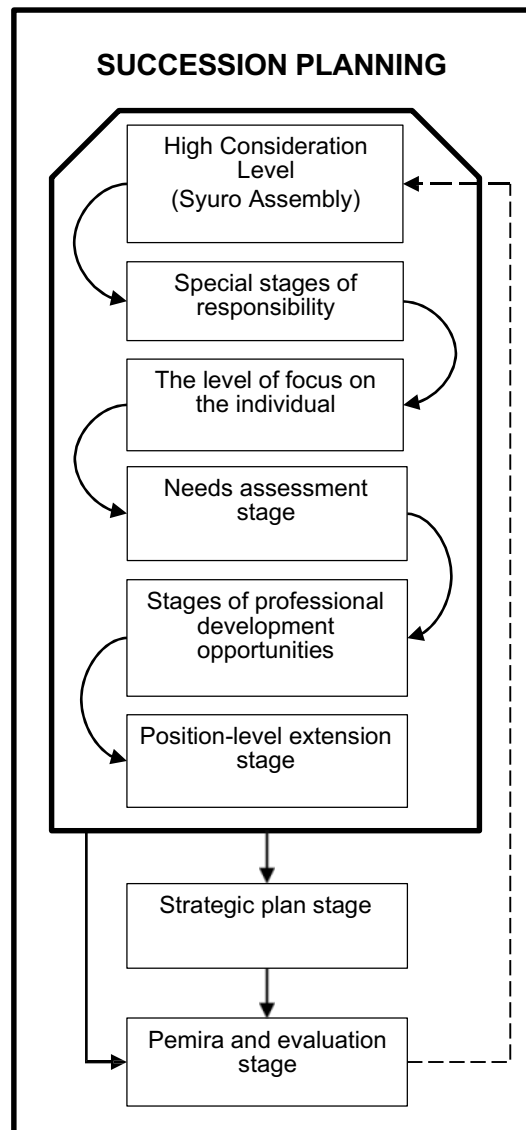 SUCCESSION PLANNING
High Consideration
Level
(Syuro Assembly)
Special stages of
responsibility
The level of focus on
the individual
Needs assessment
stage
Stages of professional
development
opportunities
Position-level extension
stage
Strategic plan stage
Pemira and evaluation
stage